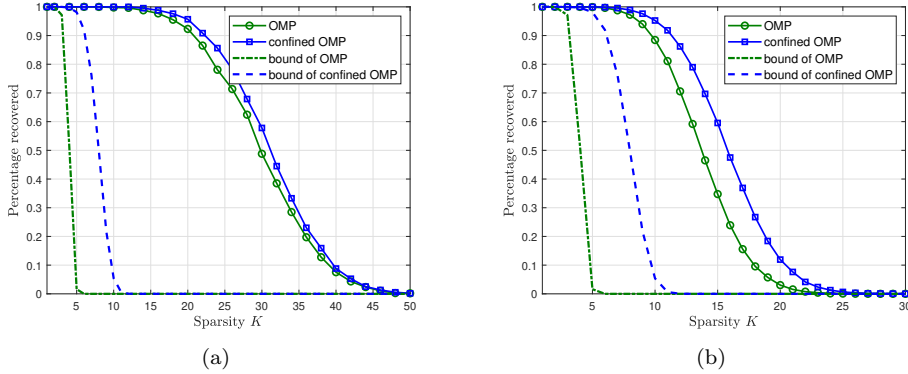 1
0.9
0.8
0.7
0.6
0.5
0.4
0.3
0.2
0.1
0
Percentage recovered
OMP
confined OMP
bound of OMP
bound of confined OMP
5 10 15 20 25 30 35 40 45 50
Sparsity K
(a)
1
0.9
0.8
0.7
0.6
0.5
0.4
0.3
0.2
0.1
0
Percentage recovered
OMP
confined OMP
bound of OMP
bound of confined OMP
5 10 15 20 25 30
Sparsity K
(b)